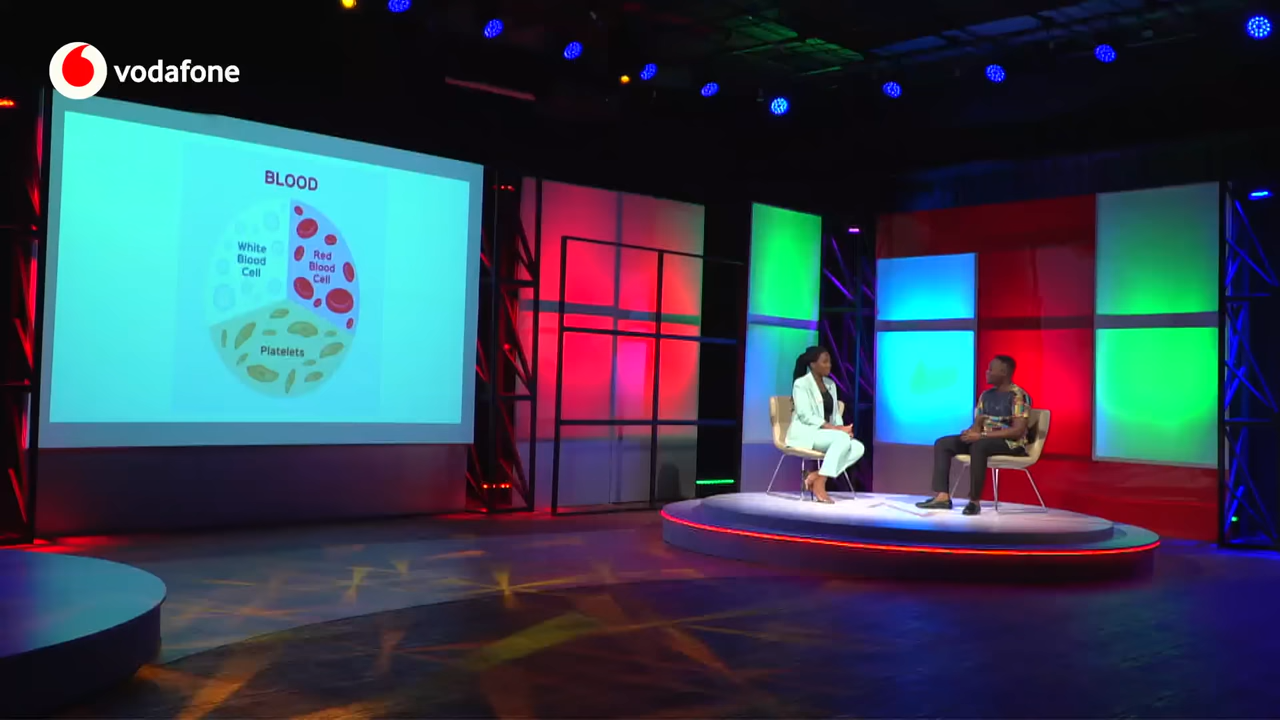 vodafone
BLOOD
White
Blood
Cell
Red
Blood
Cell
Platelets